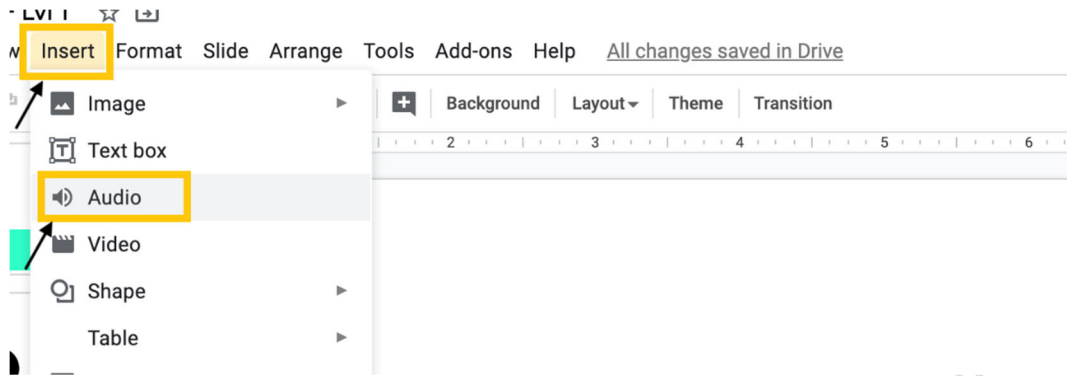 Insert Format Slide Arrange Tools Add-ons Help All changes saved in Drive
Image
Background Layout Theme Transition
Text box
2 3 4 5 6
Audio
Video
Shape
Table